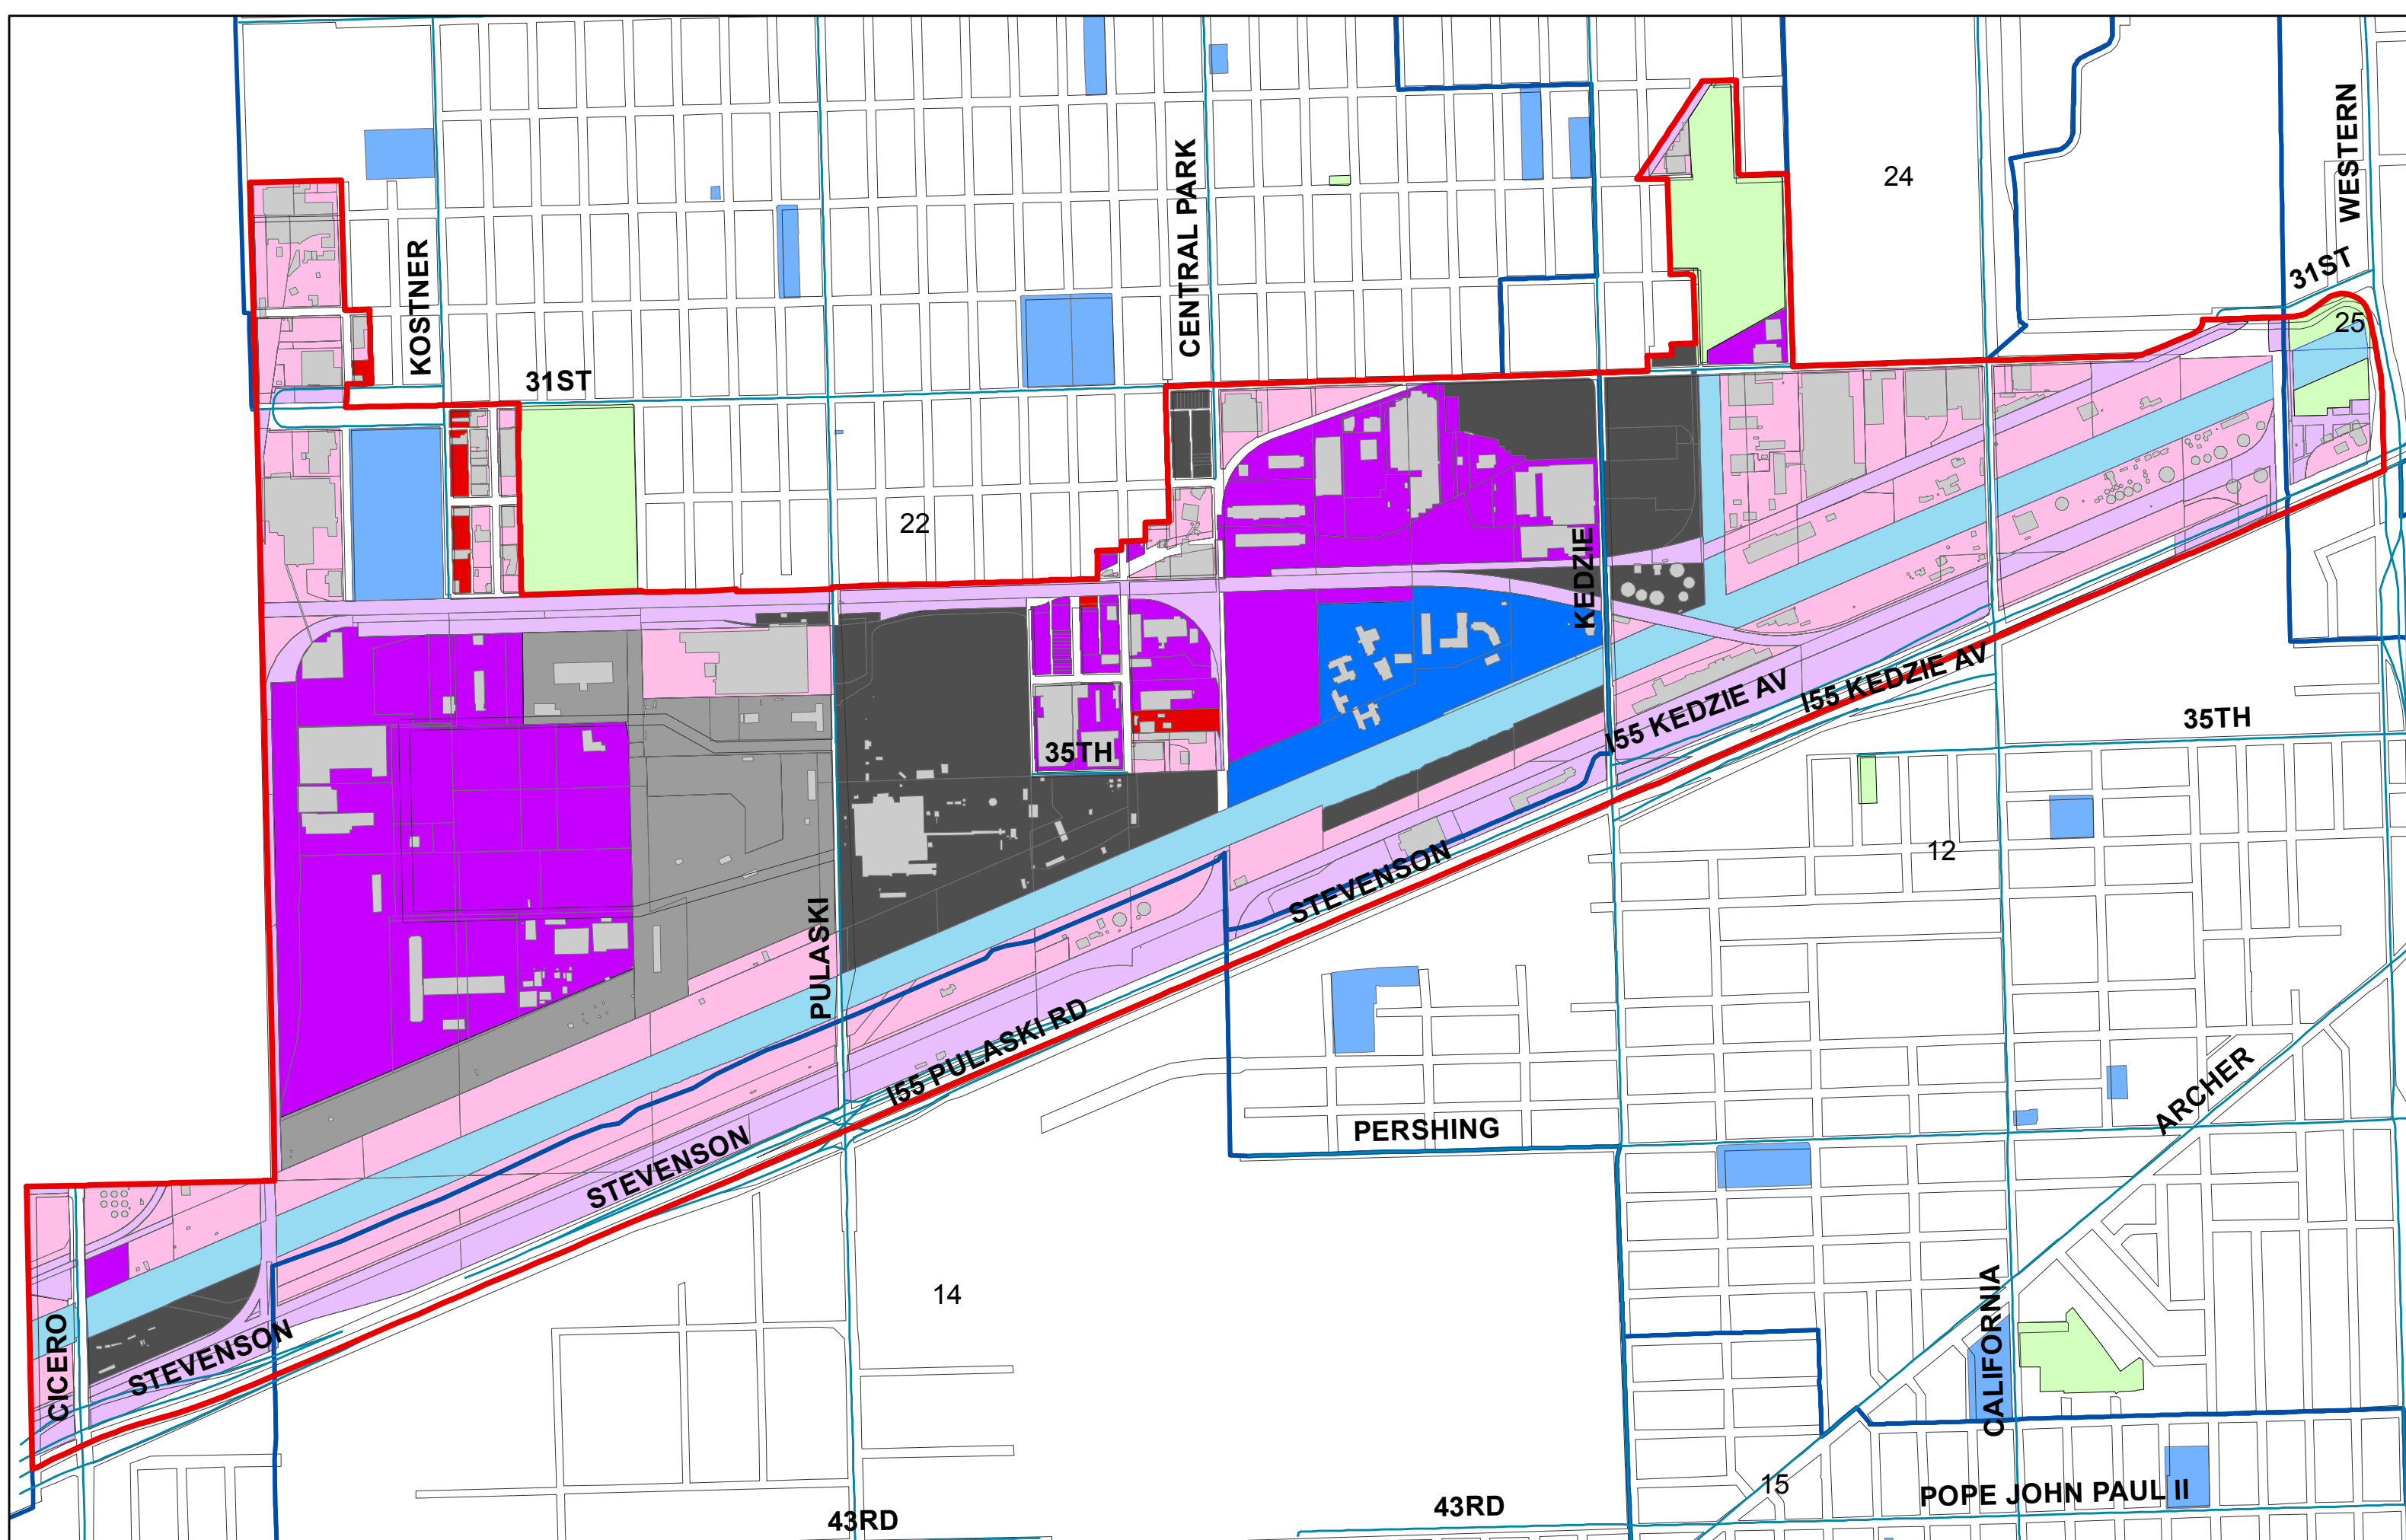 24
WESTERN
CENTRAL PARK
KOSTNER
31ST
25
31ST
22
KEDZIE
I55 KEDZIE AV
I55 KEDZIE AV
35TH
35TH
12
STEVENSON
PULASKI
I55 PULASKI RD
ARCHER
PERSHING
STEVENSON
14
CALIFORNIA
CICERO
STEVENSON
15
POPE JOHN PAUL II
43RD
43RD